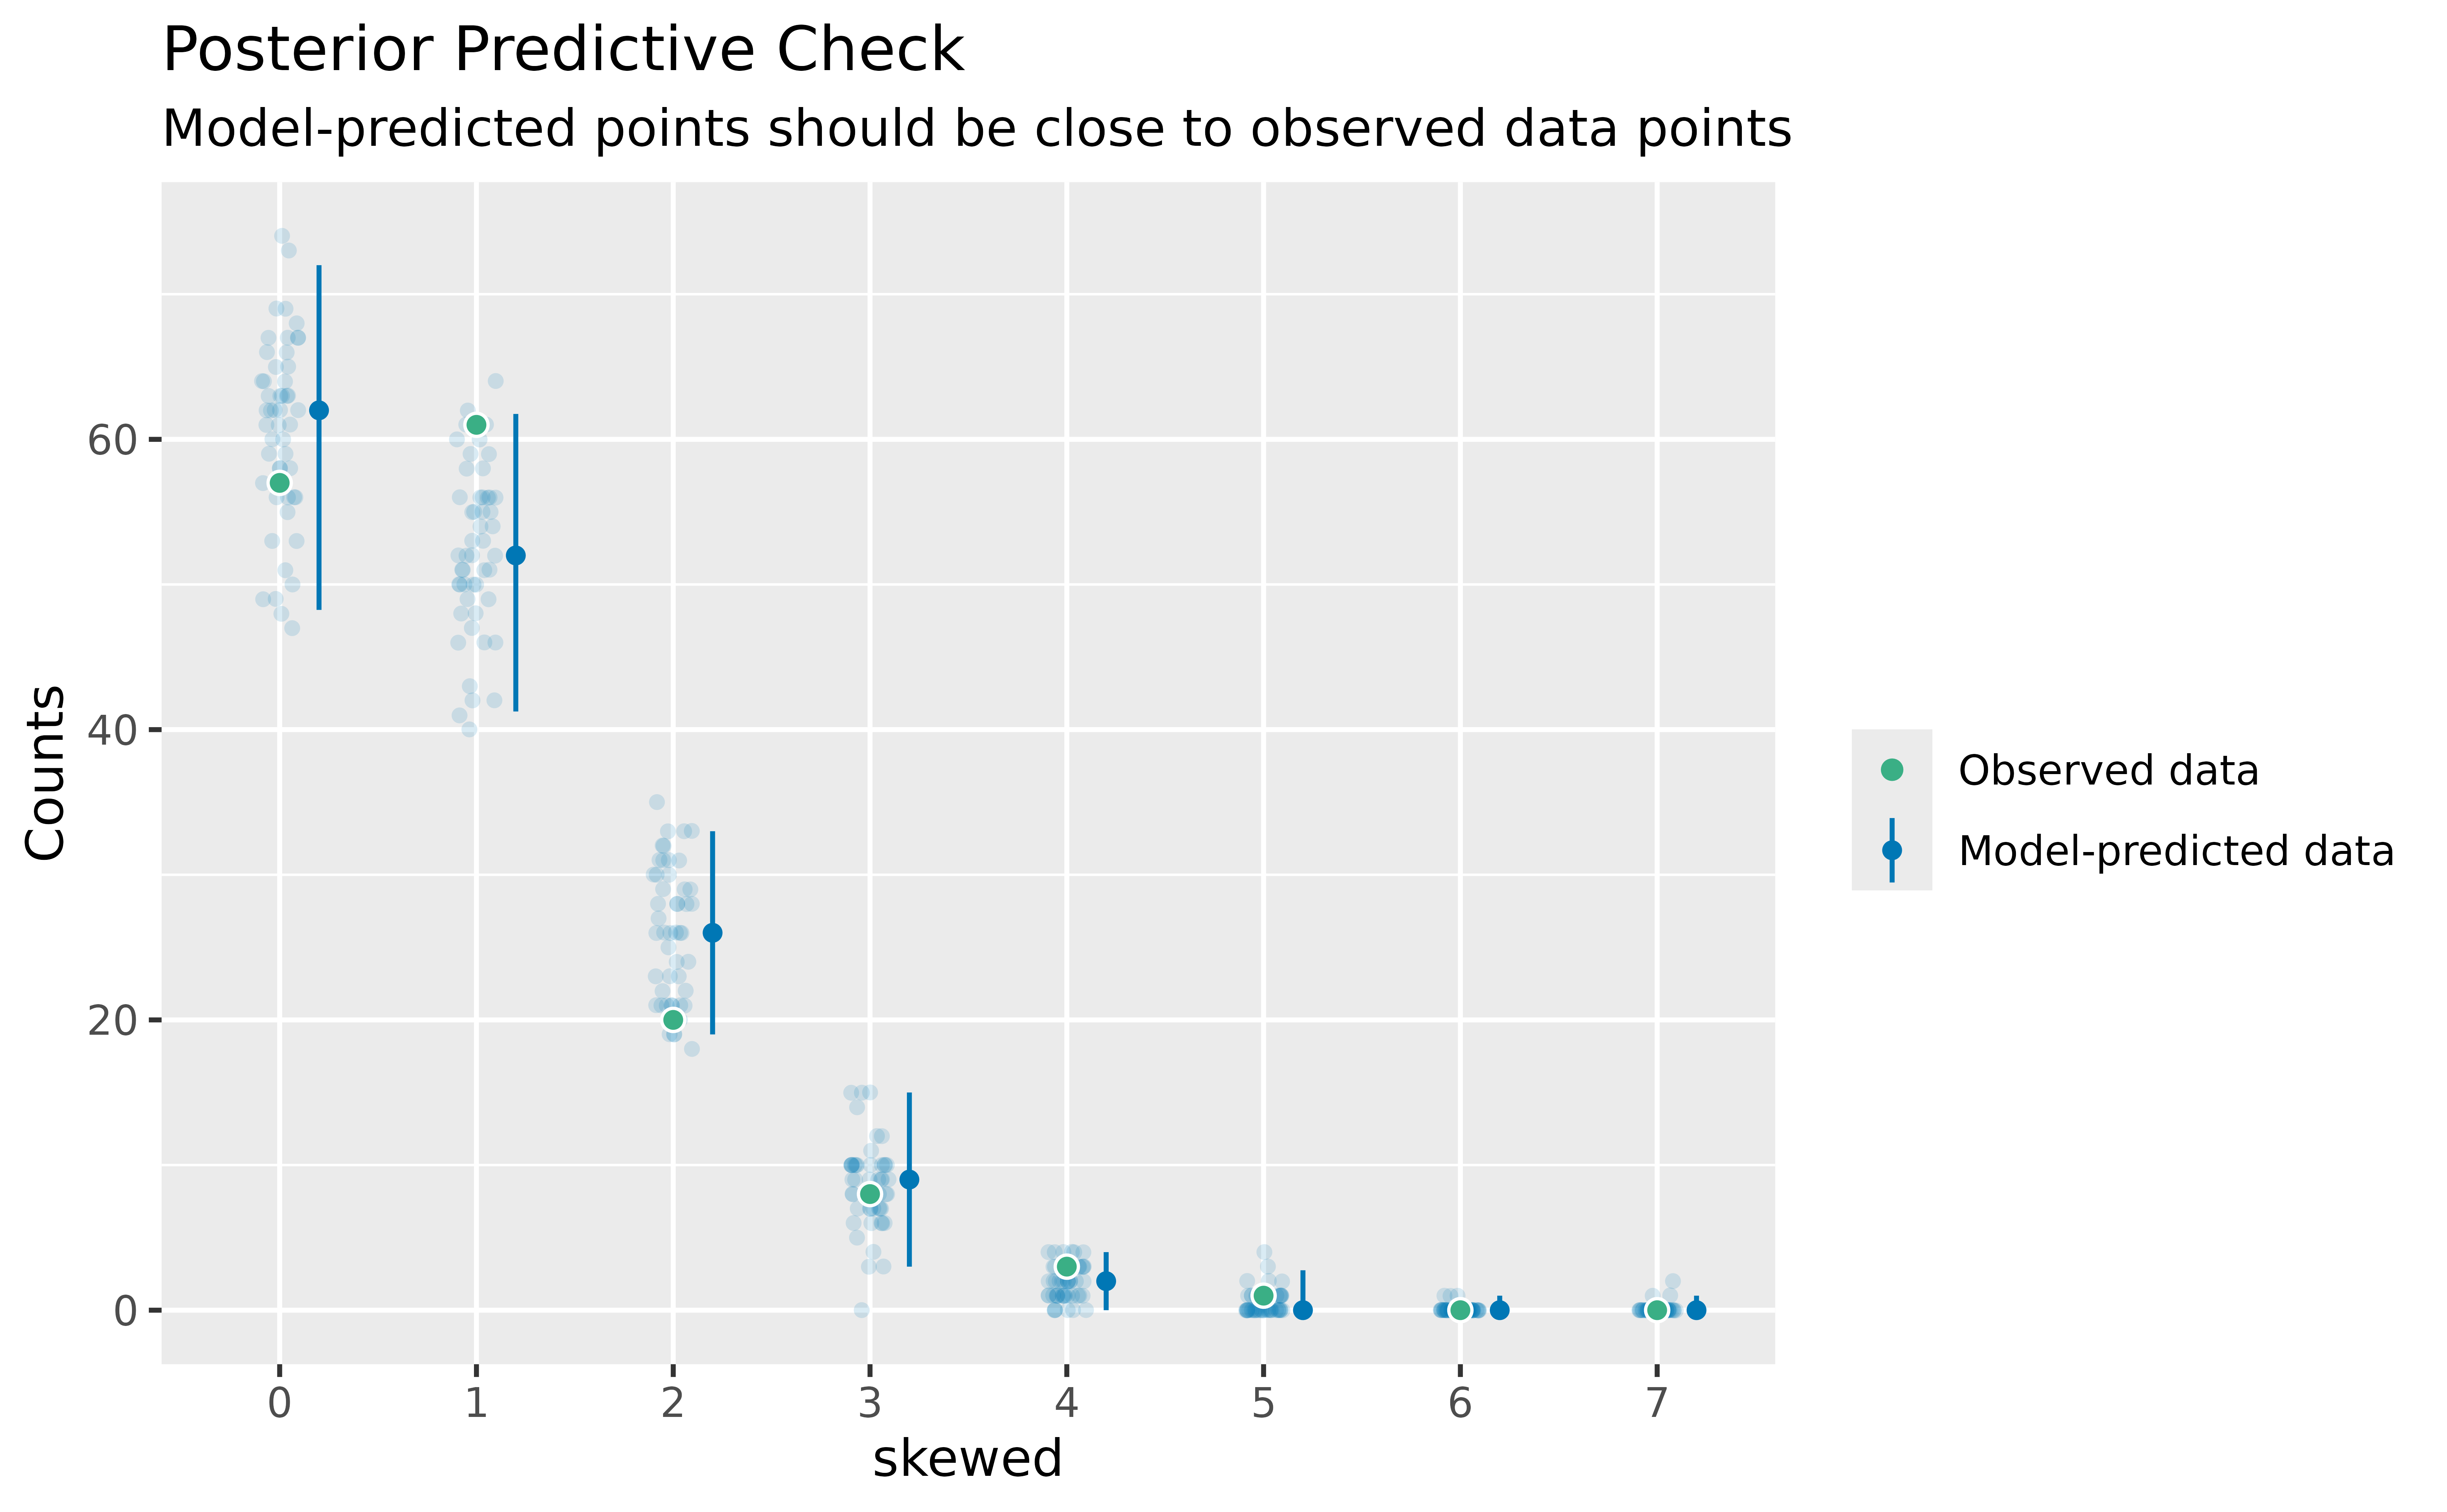 Posterior Predictive Check
Model-predicted points should be close to observed data points
Counts
60
40
20
0
0 1 2 3 4 5 6 7
skewed
Observed data
Model-predicted data